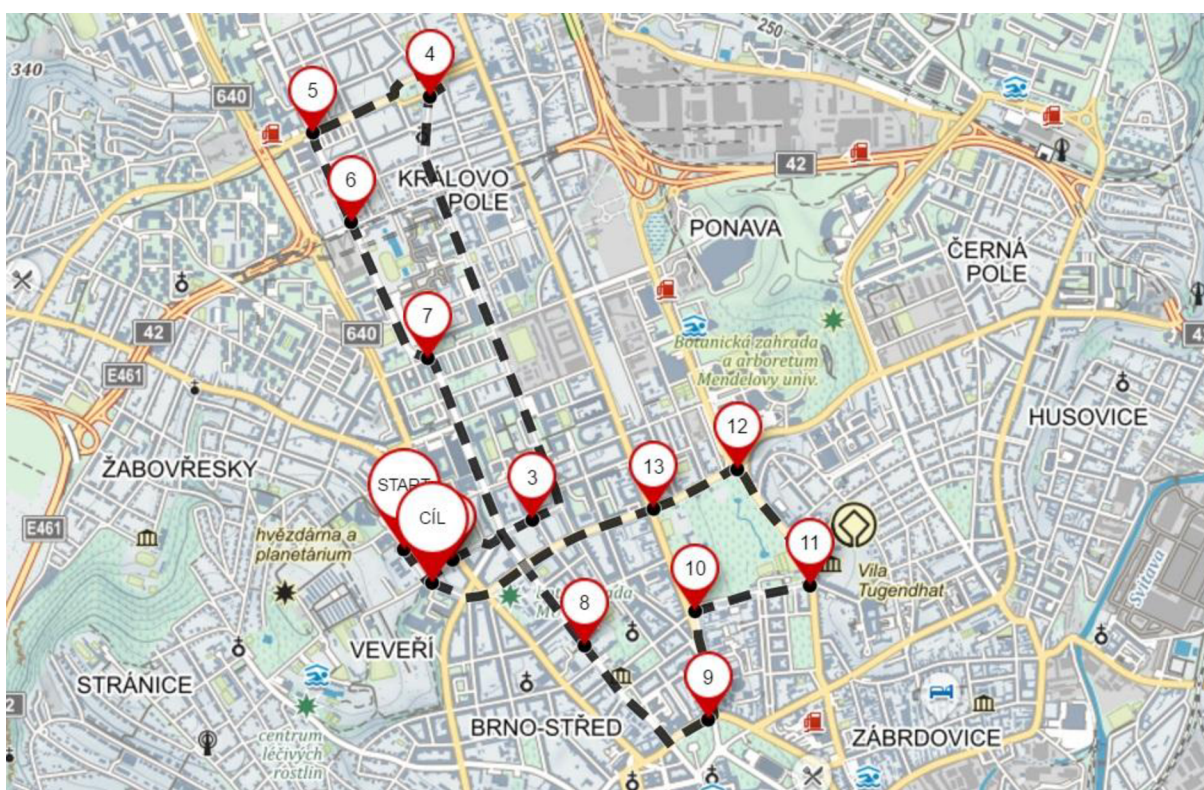 250
340
4
640
5
42
6
KRÁLOVO
POLE
PONAVA
ČERNÁ
POLE
7
42
640
E461
Botanická zahrada
a arboretum
Mendelovy univ.
HUSOVICE
12
ŽABOVŘESKY
13
3
START
CÍL
E461
hvězdárna a
planetárium
11
10
Vila
Tugendhat
Svitava
8
VEVEŘÍ
STRÁNICE
9
BRNO-STŘED
ZÁBRDOVICE
centrum
léčivých
rostlin